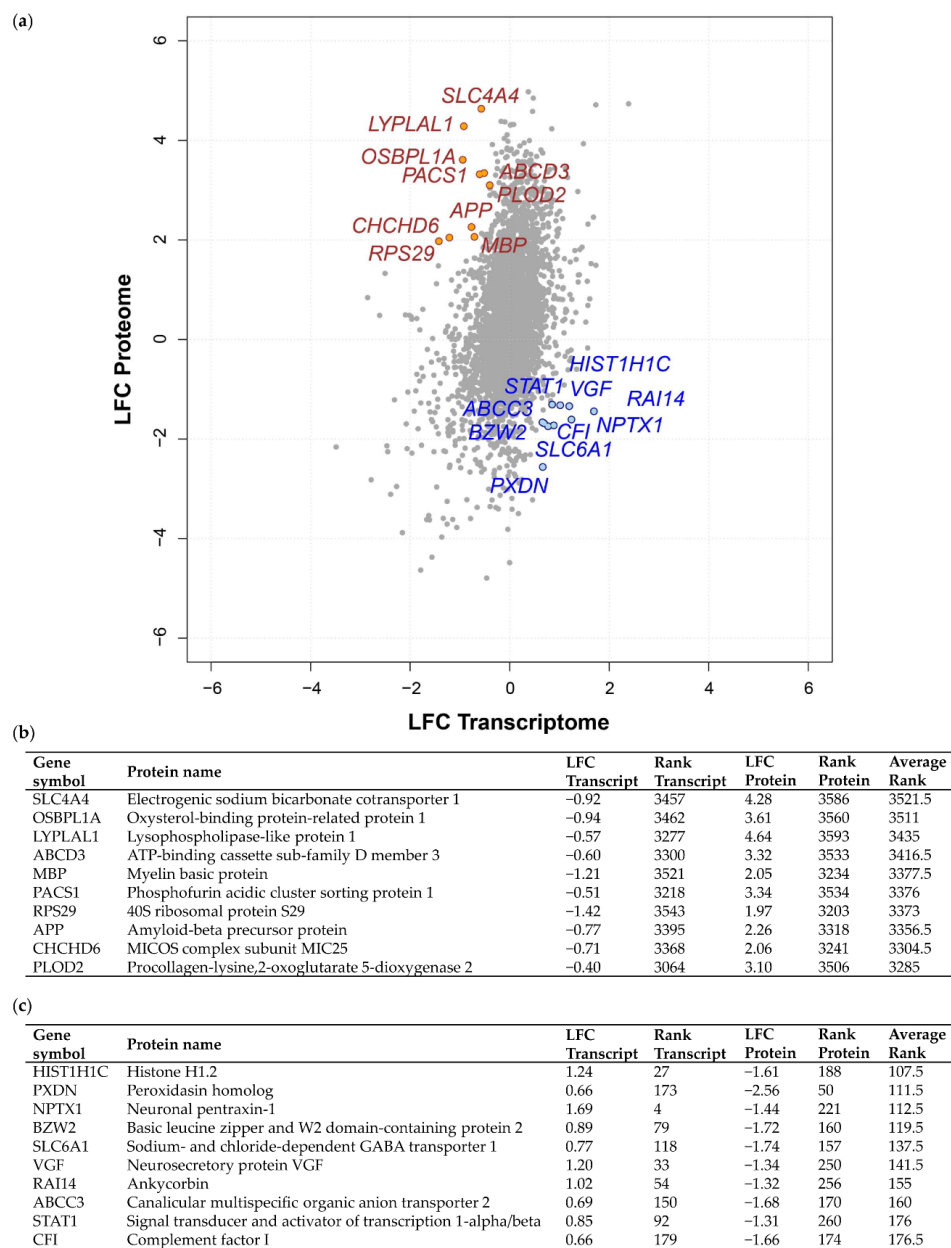 (a)
6
4
2
0
−2
−4
−6
LFC Proteome
SLC4A4
LYPLAL1
OSBPL1A
PACS1
ABCD3
PLOD2
APP
CHCHD6
RPS29
MBP
HIST1H1C
STAT1
VGF
RAI14
ABCC3
BZW2
CFI
NPTX1
SLC6A1
PXDN
−6 −4 −2 0 2 4 6
LFC Transcriptome
(b)
Gene symbol Protein name LFC Transcript Rank Transcript LFC Protein Rank Protein Average Rank
SLC4A4 Electrogenic sodium bicarbonate cotransporter 1 −0.92 3457 4.28 3586 3521.5
OSBPL1A Oxysterol-binding protein-related protein 1 −0.94 3462 3.61 3560 3511
LYPLAL1 Lysophospholipase-like protein 1 −0.57 3277 4.64 3593 3435
ABCD3 ATP-binding cassette sub-family D member 3 −0.60 3300 3.32 3533 3416.5
MBP Myelin basic protein −1.21 3521 2.05 3234 3377.5
PACS1 Phosphofurin acidic cluster sorting protein 1 −0.51 3218 3.34 3534 3376
RPS29 40S ribosomal protein S29 −1.42 3543 1.97 3203 3373
APP Amyloid-beta precursor protein −0.77 3395 2.26 3318 3356.5
CHCHD6 MICOS complex subunit MIC25 −0.71 3368 2.06 3241 3304.5
PLOD2 Procollagen-lysine,2-oxoglutarate 5-dioxygenase 2 −0.40 3064 3.10 3506 3285
(c)
Gene symbol Protein name LFC Transcript Rank Transcript LFC Protein Rank Protein Average Rank
HIST1H1C Histone H1.2 1.24 27 −1.61 188 107.5
PXDN Peroxidasin homolog 0.66 173 −2.56 50 111.5
NPTX1 Neuronal pentraxin-1 1.69 4 −1.44 221 112.5
BZW2 Basic leucine zipper and W2 domain-containing protein 2 0.89 79 −1.72 160 119.5
SLC6A1 Sodium- and chloride-dependent GABA transporter 1 0.77 118 −1.74 157 137.5
VGF Neurosecretory protein VGF 1.20 33 −1.34 250 141.5
RAI14 Ankycorbin 1.02 54 −1.32 256 155
ABCC3 Canalicular multispecific organic anion transporter 2 0.69 150 −1.68 170 160
STAT1 Signal transducer and activator of transcription 1-alpha/beta 0.85 92 −1.31 260 176
CFI Complement factor I 0.66 179 −1.66 174 176.5